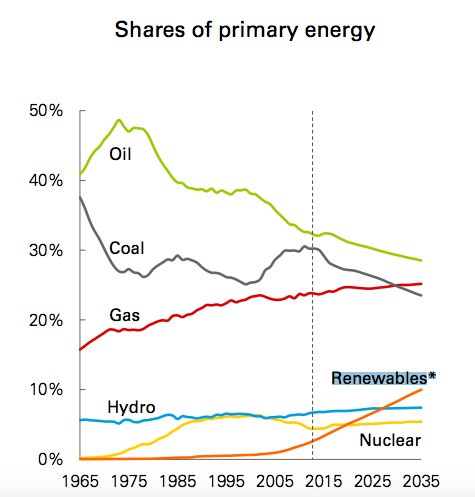 Shares of primary energy
50%
Oil
40%
Coal
30%
Gas
20%
Renewables*
10%
Hydro
Nuclear
0%
1965 1975 1985 1995 2005 2015 2025 2035